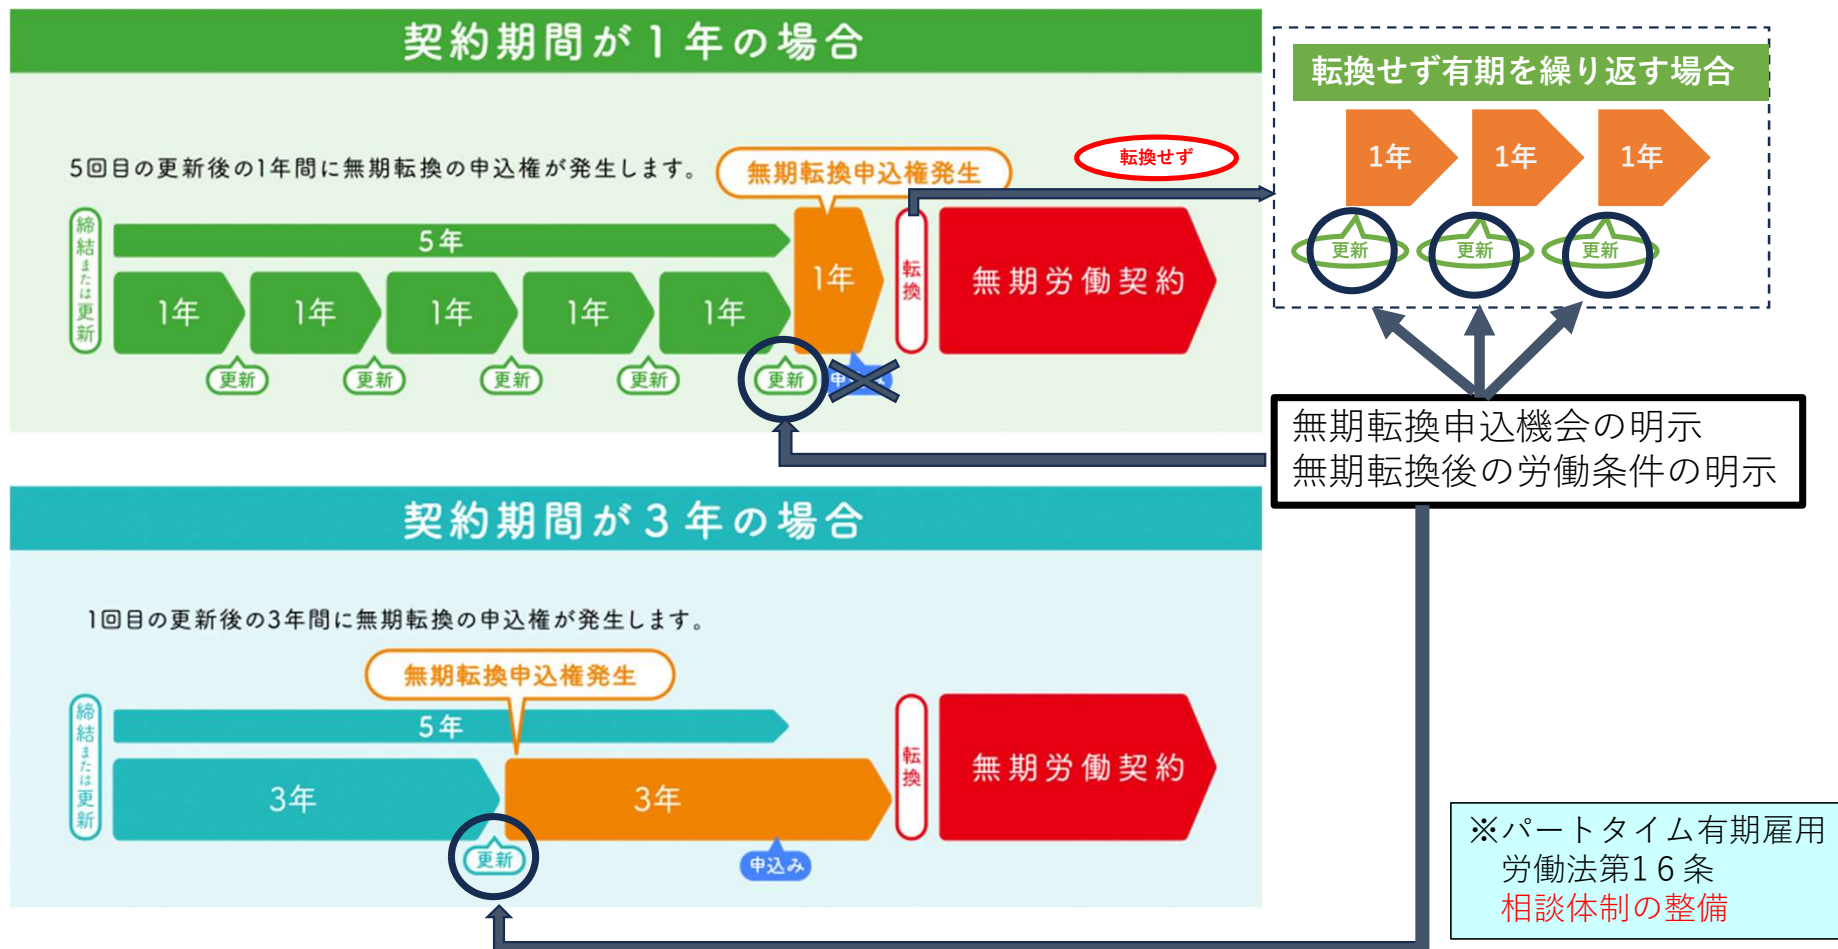 契約期間が1年の場合
5回目の更新後の1年間に無期転換の申込権が発生します。
無期転換申込権発生
転換せず
締結または更新
5年
1年
1年
1年
1年
1年
1年
転換
無期労働契約
更新
更新
更新
更新
更新
転換せず有期を繰り返す場合
1年
1年
1年
更新
更新
更新
無期転換申込機会の明示
無期転換後の労働条件の明示
契約期間が3年の場合
1回目の更新後の3年間に無期転換の申込権が発生します。
無期転換申込権発生
締結または更新
5年
3年
3年
転換
無期労働契約
更新
申込み
※パートタイム有期雇用
労働法第16条
相談体制の整備